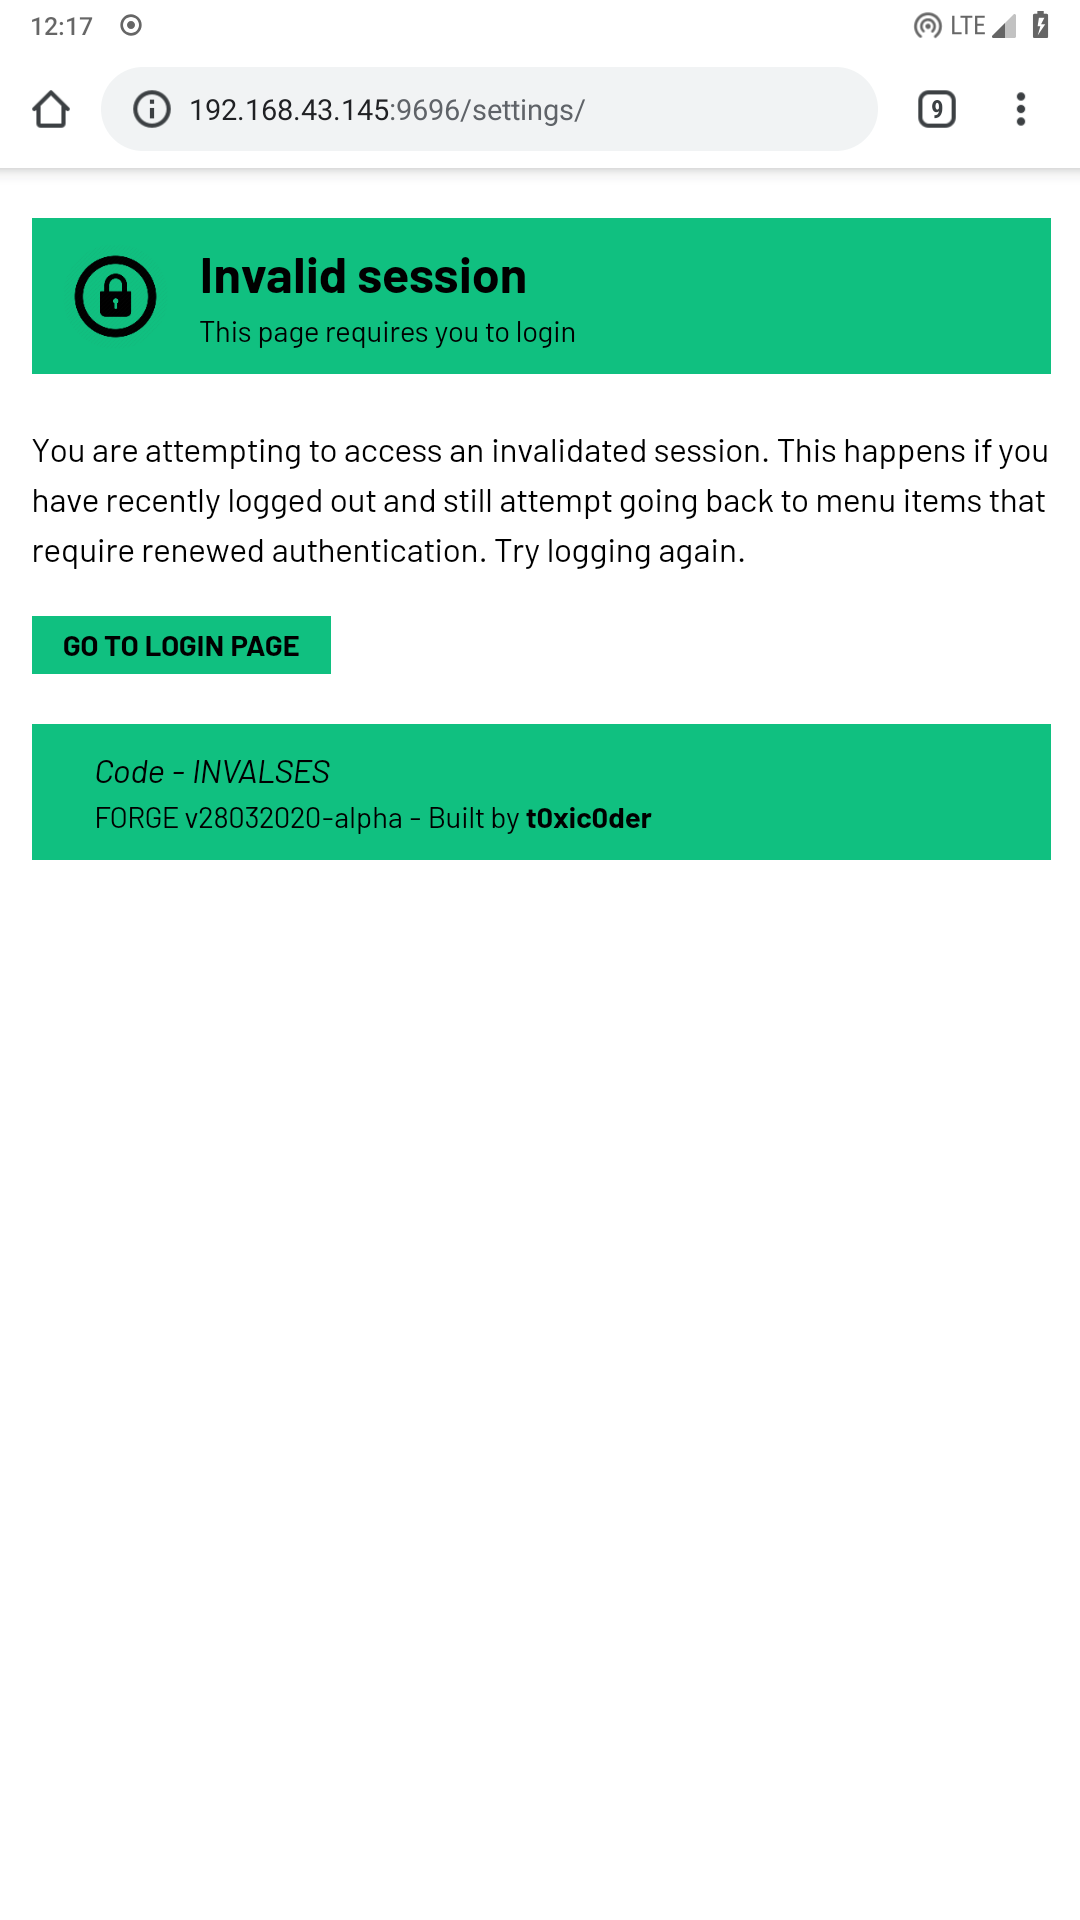 12:17
LTE
192.168.43.145:9696/settings/
9
Invalid session
This page requires you to login
You are attempting to access an invalidated session. This happens if you
have recently logged out and still attempt going back to menu items that
require renewed authentication. Try logging again.
GO TO LOGIN PAGE
Code - INVALSES
FORGE v28032020-alpha - Built by t0xic0der